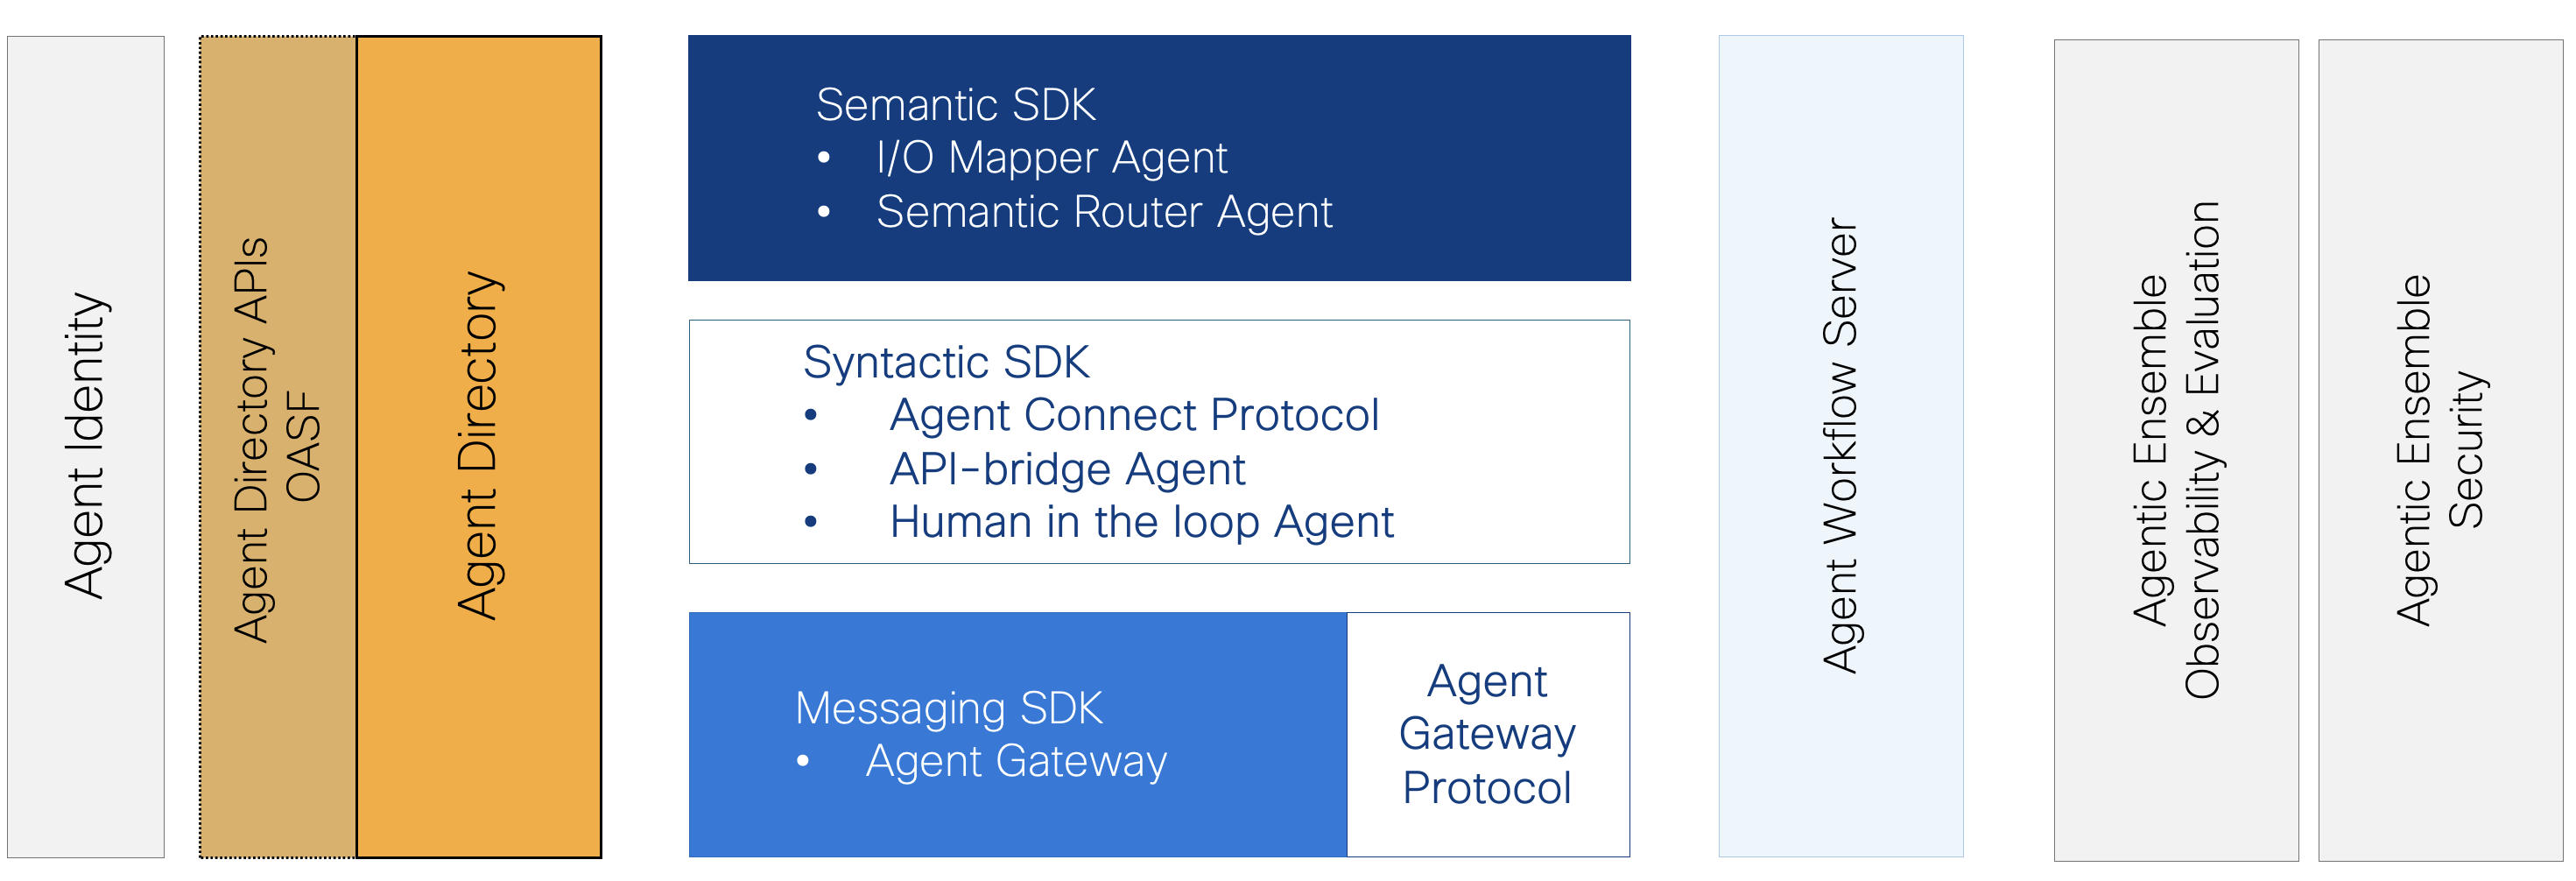 Agent Identity
Agent Directory APIs
OASF
Agent Directory
Semantic SDK
• I/O Mapper Agent
• Semantic Router Agent
Syntactic SDK
• Agent Connect Protocol
• API-bridge Agent
• Human in the loop Agent
Messaging SDK
• Agent Gateway
Agent
Gateway
Protocol
Agent Workflow Server
Agentic Ensemble
Observability & Evaluation
Agentic Ensemble
Security